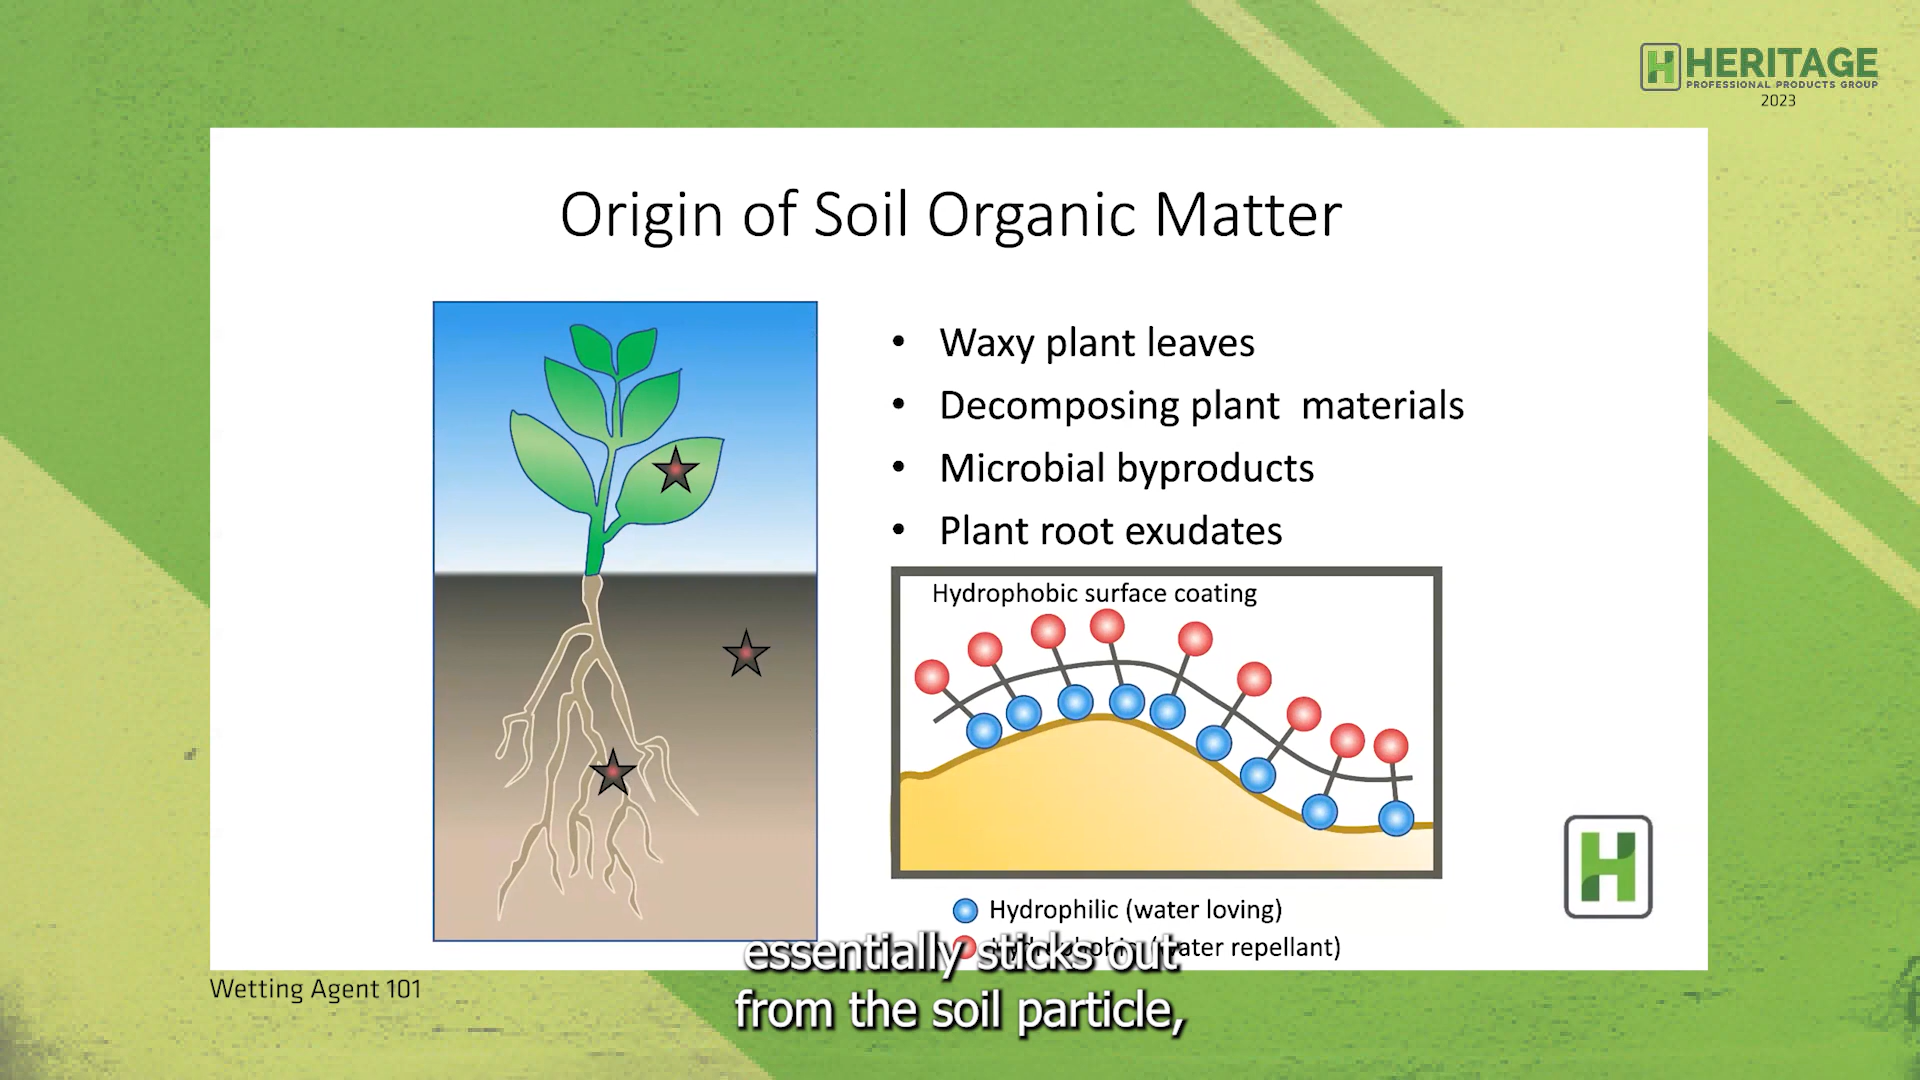 HERITAGE
PROFESSIONAL PRODUCTS GROUP
2023
Origin of Soil Organic Matter
• Waxy plant leaves
• Decomposing plant materials
• Microbial byproducts
• Plant root exudates
Hydrophobic surface coating
Hydrophilic (water loving)
Hydrophobic (water repellant)
essentially sticks out
from the soil particle,
Wetting Agent 101